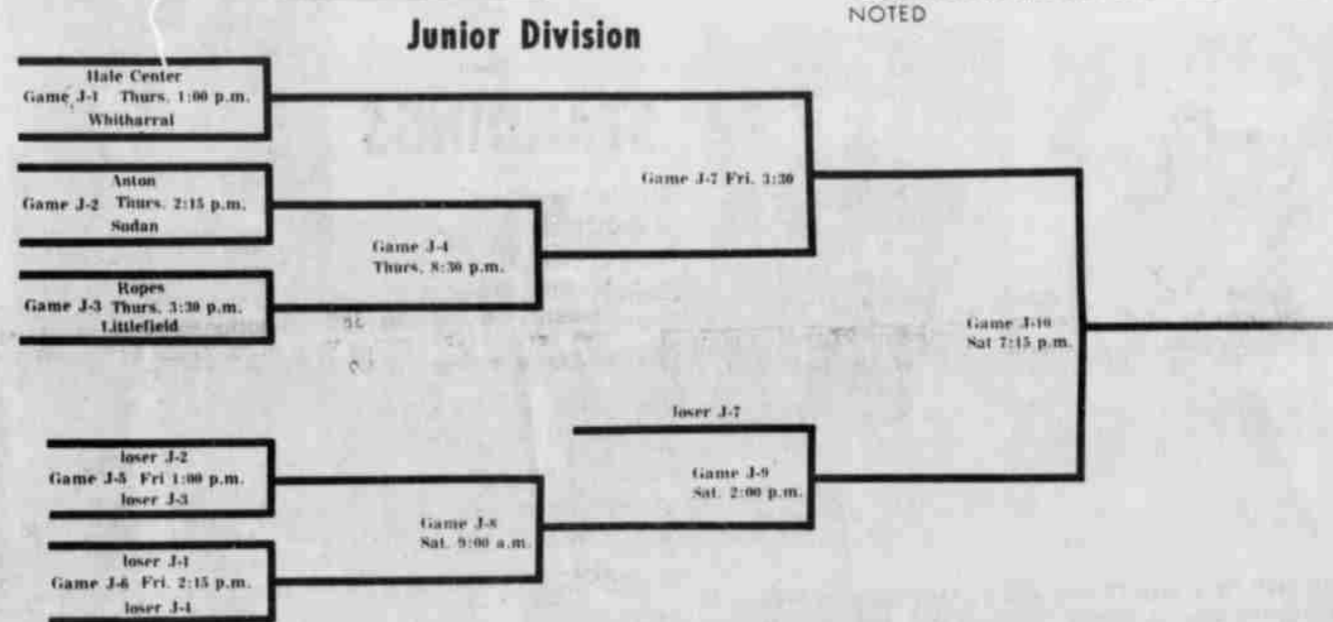 NOTED
Junior Division
Hale Center
Game J-1 Thurs. 1:00 p.m.
Whitharral
Anton
Game J-2 Thurs. 2:15 p.m.
Sudan
Ropes
Game J-3 Thurs. 3:30 p.m.
Littlefield
Game J-4
Thurs. 8:30 p.m.
Game J-7 Fri. 3:30
Game J-10
Sat 7:15 p.m.
loser J-2
Game J-5 Fri 1:00 p.m.
loser J-3
loser J-1
Game J-6 Fri. 2:15 p.m.
loser J-4
Game J-8
Sat. 9:00 a.m.
loser J-7
Game J-9
Sat. 2:00 p.m.